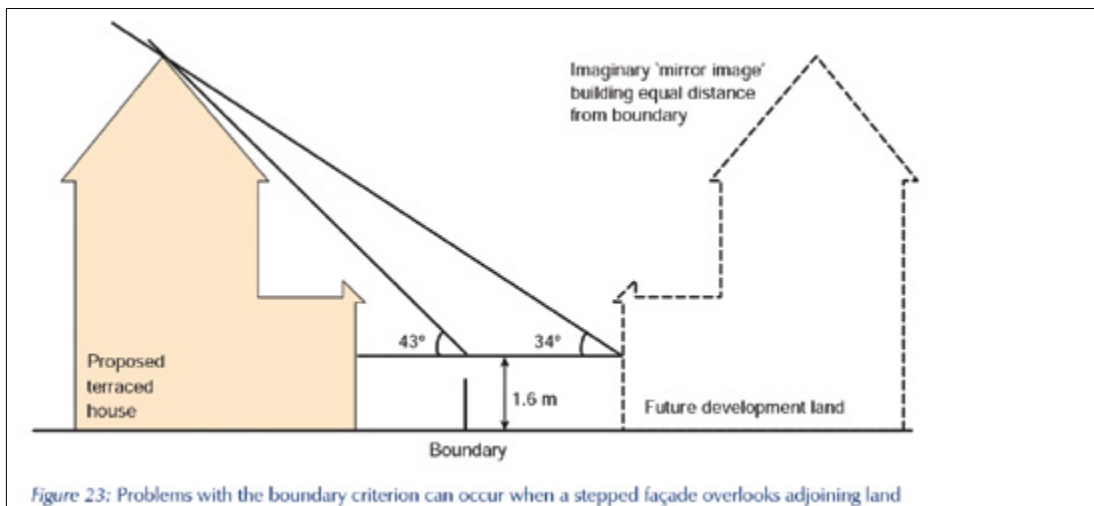 Imaginary 'mirror image'
building equal distance
from boundary
43°
34°
Proposed
terraced
house
1.6 m
Future development land
Boundary
Figure 23: Problems with the boundary criterion can occur when a stepped façade overlooks adjoining land